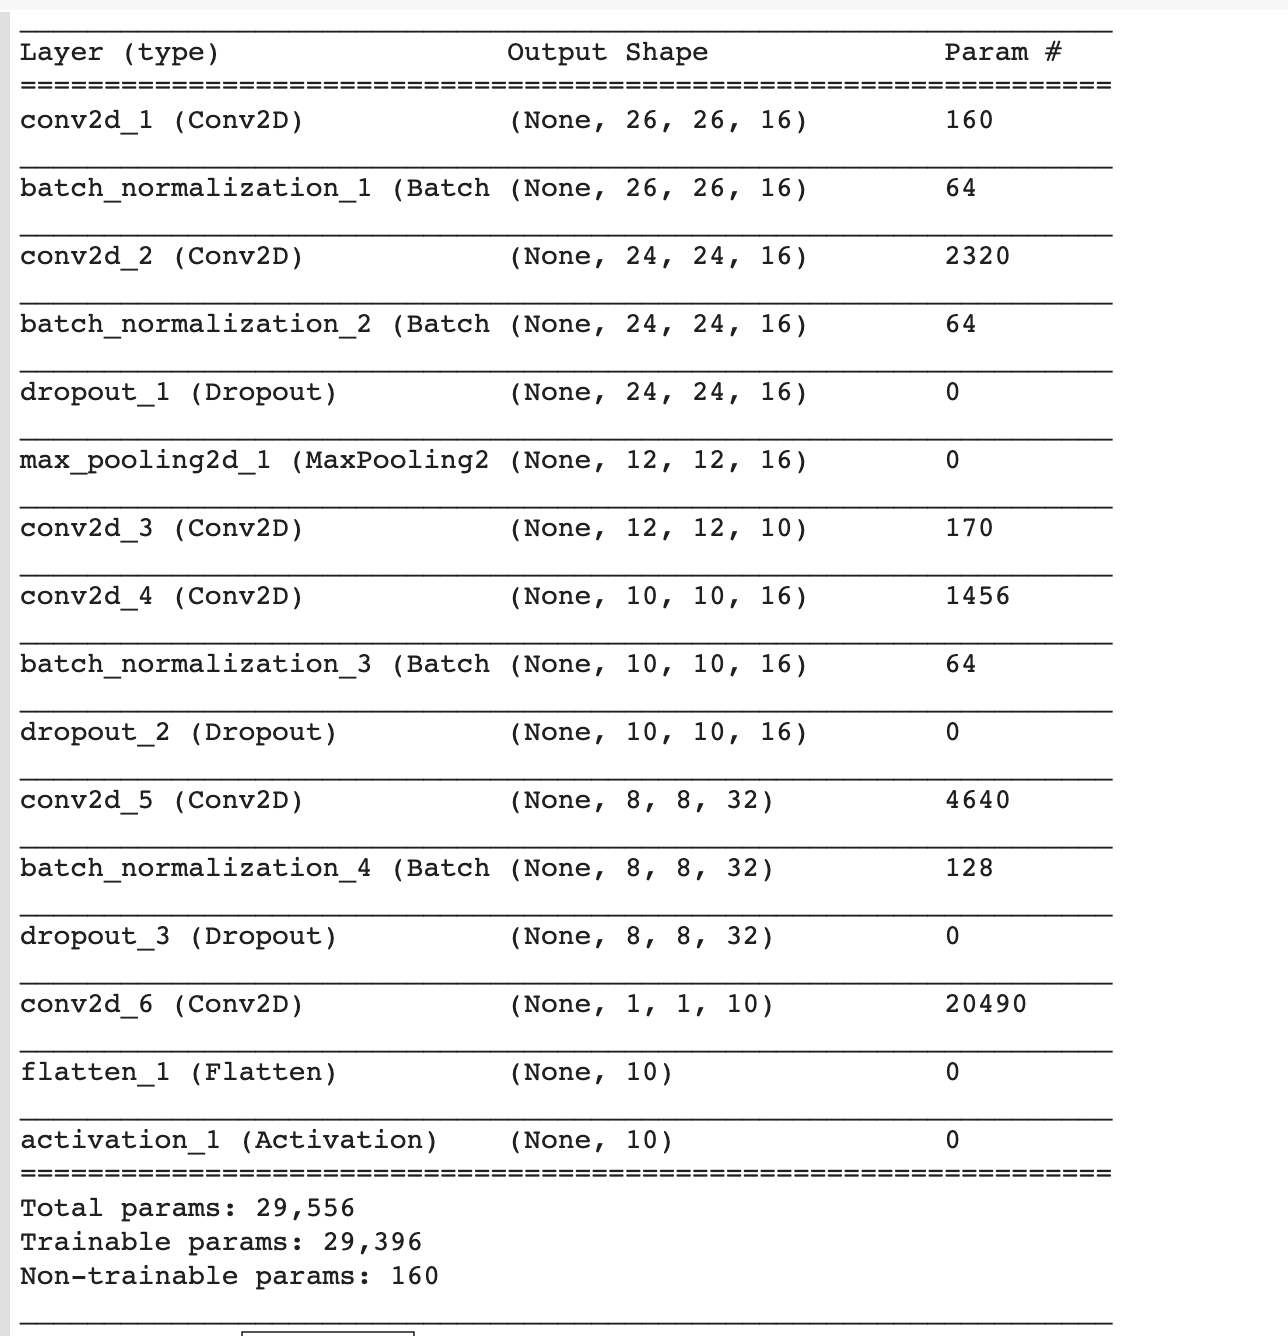 Layer (type) Output Shape Param #
=================================================================
conv2d_1 (Conv2D) (None, 26, 26, 16) 160
batch_normalization_1 (Batch (None, 26, 26, 16) 64
conv2d_2 (Conv2D) (None, 24, 24, 16) 2320
batch_normalization_2 (Batch (None, 24, 24, 16) 64
dropout_1 (Dropout) (None, 24, 24, 16) 0
max_pooling2d_1 (MaxPooling2 (None, 12, 12, 16) 0
conv2d_3 (Conv2D) (None, 12, 12, 10) 170
conv2d_4 (Conv2D) (None, 10, 10, 16) 1456
batch_normalization_3 (Batch (None, 10, 10, 16) 64
dropout_2 (Dropout) (None, 10, 10, 16) 0
conv2d_5 (Conv2D) (None, 8, 8, 32) 4640
batch_normalization_4 (Batch (None, 8, 8, 32) 128
dropout_3 (Dropout) (None, 8, 8, 32) 0
conv2d_6 (Conv2D) (None, 1, 1, 10) 20490
flatten_1 (Flatten) (None, 10) 0
activation_1 (Activation) (None, 10) 0
=================================================================
Total params: 29,556
Trainable params: 29,396
Non-trainable params: 160